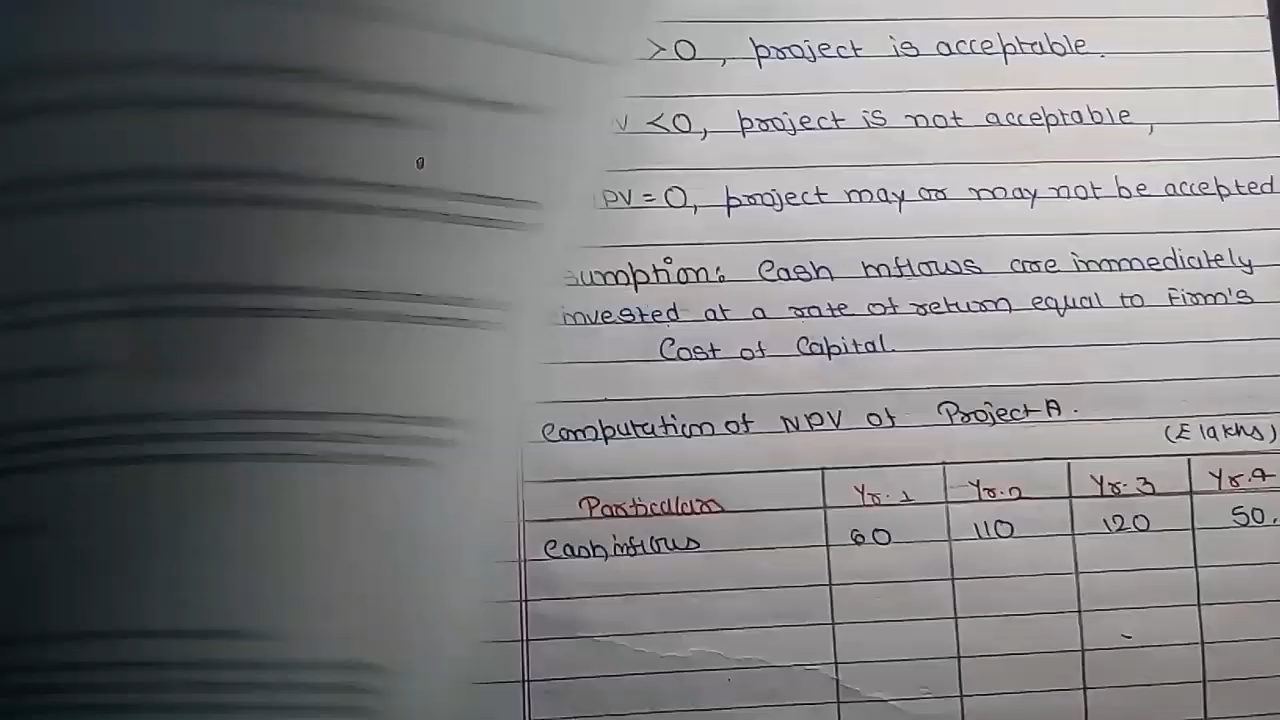 >0, project is acceptable.
V <0, project is not acceptable,
PV = 0, project may or may not be accepted
sumption: Cash inflows are immediately
invested at a rate of return equal to Firm's
Cost of Capital
Computation of NPV of Project A.
(£ lakhs)
Particulars Yr. 1 Yr. 2 Yr. 3 Yr. 4
Cash inflows 60 110 120 50.